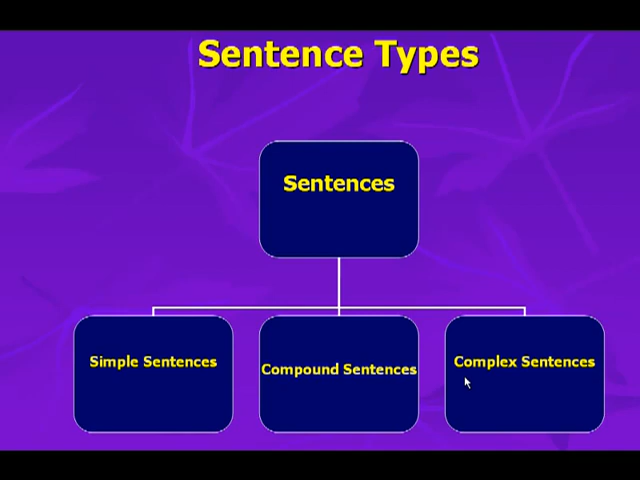 Sentence Types
Sentences
Simple Sentences
Compound Sentences
Complex Sentences